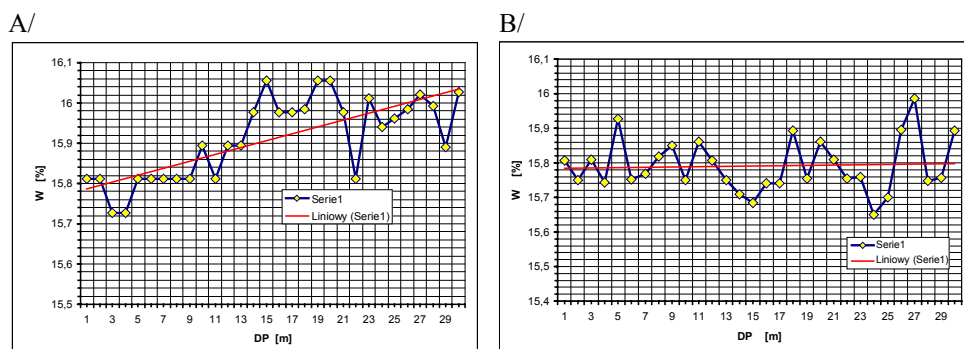 A/
16,1
16
15,9
15,8
15,7
15,6
15,5
W [%]
1 3 5 7 9 11 13 15 17 19 21 23 25 27 29
DP [m]
Serie1
Liniowy (Serie1)
B/
16,1
16
15,9
15,8
15,7
15,6
15,5
15,4
W [%]
1 3 5 7 9 11 13 15 17 19 21 23 25 27 29
DP [m]
Serie1
Liniowy (Serie1)